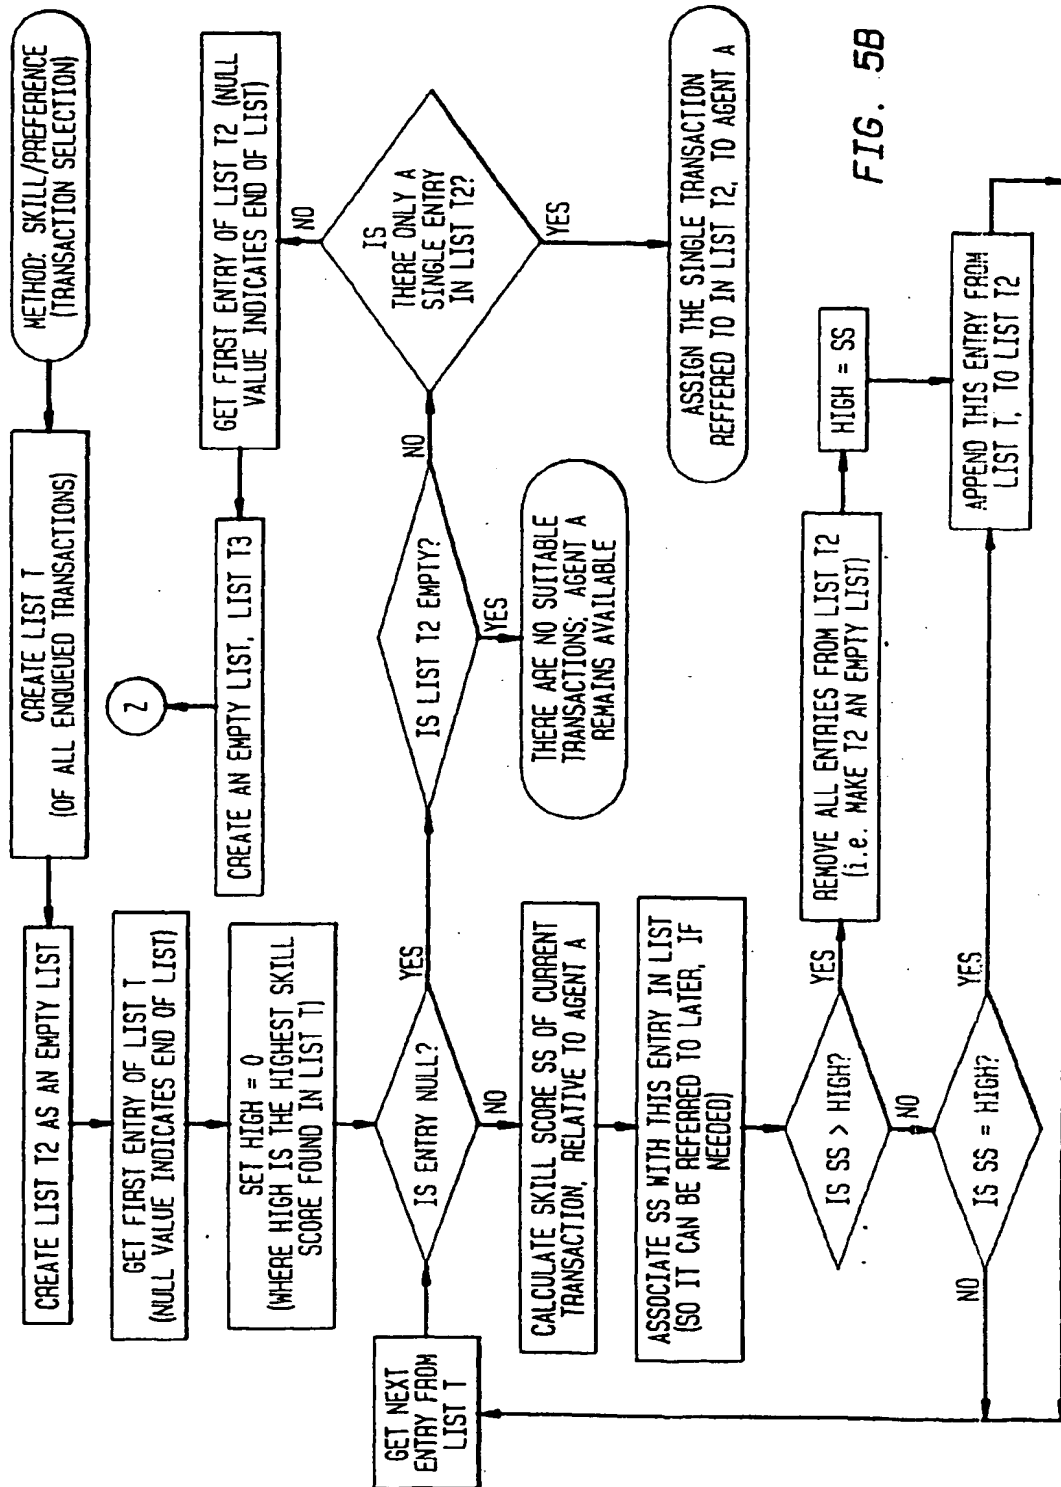 METHOD: SKILL/PREFERENCE
(TRANSACTION SELECTION)
CREATE LIST T
(OF ALL ENQUEUED TRANSACTIONS)
CREATE LIST T2 AS AN EMPTY LIST
GET FIRST ENTRY OF LIST T
(NULL VALUE INDICATES END OF LIST)
SET HIGH = 0
(WHERE HIGH IS THE HIGHEST SKILL
SCORE FOUND IN LIST T)
GET NEXT
ENTRY FROM
LIST T
IS ENTRY NULL?
YES
NO
IS LIST T2 EMPTY?
NO
YES
THERE ARE NO SUITABLE
TRANSACTIONS; AGENT A
REMAINS AVAILABLE
IS
THERE ONLY A
SINGLE ENTRY
IN LIST T2?
NO
YES
GET FIRST ENTRY OF LIST T2 (NULL
VALUE INDICATES END OF LIST)
CREATE AN EMPTY LIST, LIST T3
Z
ASSIGN THE SINGLE TRANSACTION
REFFERED TO IN LIST T2, TO AGENT A
CALCULATE SKILL SCORE SS OF CURRENT
TRANSACTION, RELATIVE TO AGENT A
ASSOCIATE SS WITH THIS ENTRY IN LIST
(SO IT CAN BE REFERRED TO LATER, IF
NEEDED)
IS SS > HIGH?
YES
NO
REMOVE ALL ENTRIES FROM LIST T2
(i.e. MAKE T2 AN EMPTY LIST)
HIGH = SS
IS SS = HIGH?
YES
NO
APPEND THIS ENTRY FROM
LIST T, TO LIST T2
FIG. 5B